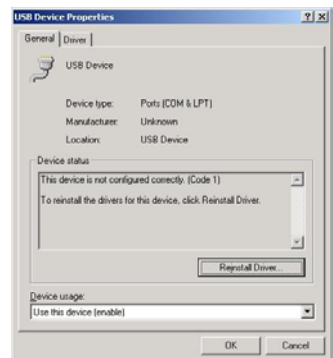 USB Device Properties
General
Driver
USB Device
Device type: Ports (COM & LPT)
Manufacturer: Unknown
Location: USB Device
Device status
This device is not configured correctly. (Code 1)
To reinstall the drivers for this device, click Reinstall Driver.
Reinstall Driver...
Device usage:
Use this device (enable)
OK
Cancel